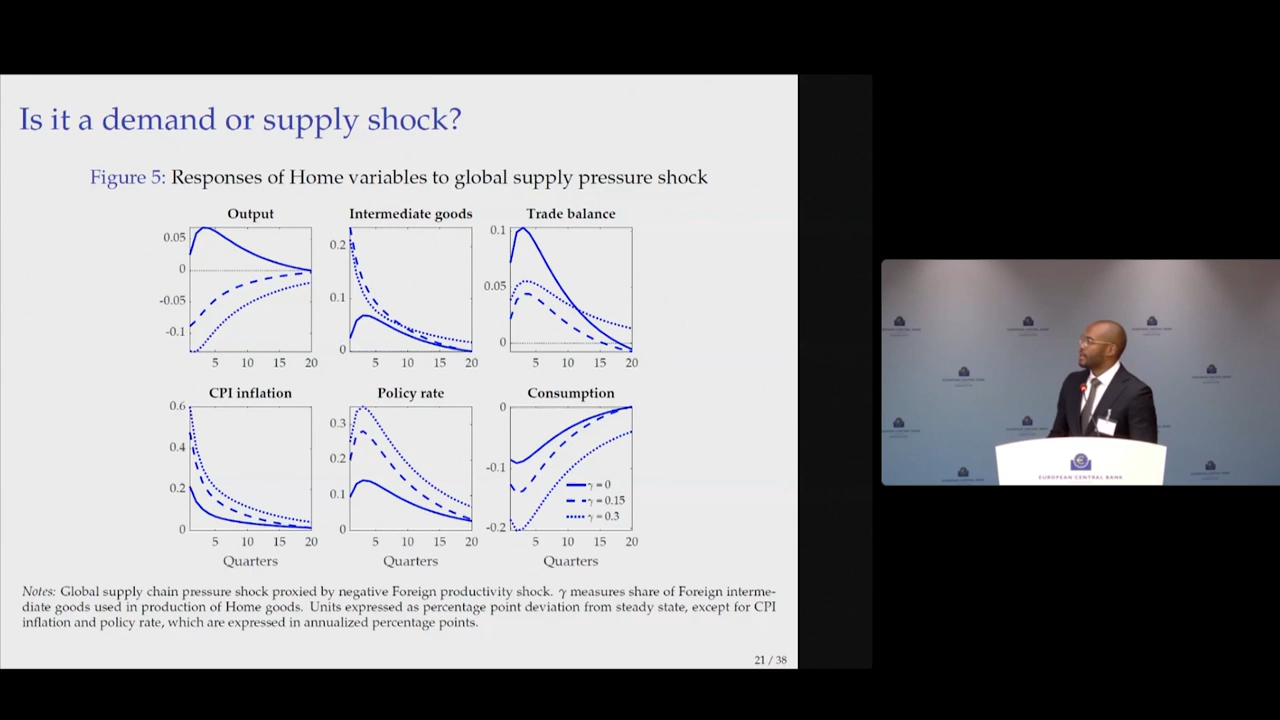 Is it a demand or supply shock?
Figure 5: Responses of Home variables to global supply pressure shock
Output
Intermediate goods
Trade balance
0.05
0
-0.05
-0.1
5 10 15 20
0.2
0.1
0
5 10 15 20
0.1
0.05
0
5 10 15 20
CPI inflation
Policy rate
Consumption
0.6
0.4
0.2
0
5 10 15 20
Quarters
0.3
0.2
0.1
0
5 10 15 20
Quarters
0
-0.1
-0.2
γ = 0
γ = 0.15
γ = 0.3
5 10 15 20
Quarters
Notes: Global supply chain pressure shock proxied by negative Foreign productivity shock. γ measures share of Foreign interme-
diate goods used in production of Home goods. Units expressed as percentage point deviation from steady state, except for CPI
inflation and policy rate, which are expressed in annualized percentage points.
21 / 38
EUROPEAN CENTRAL BANK